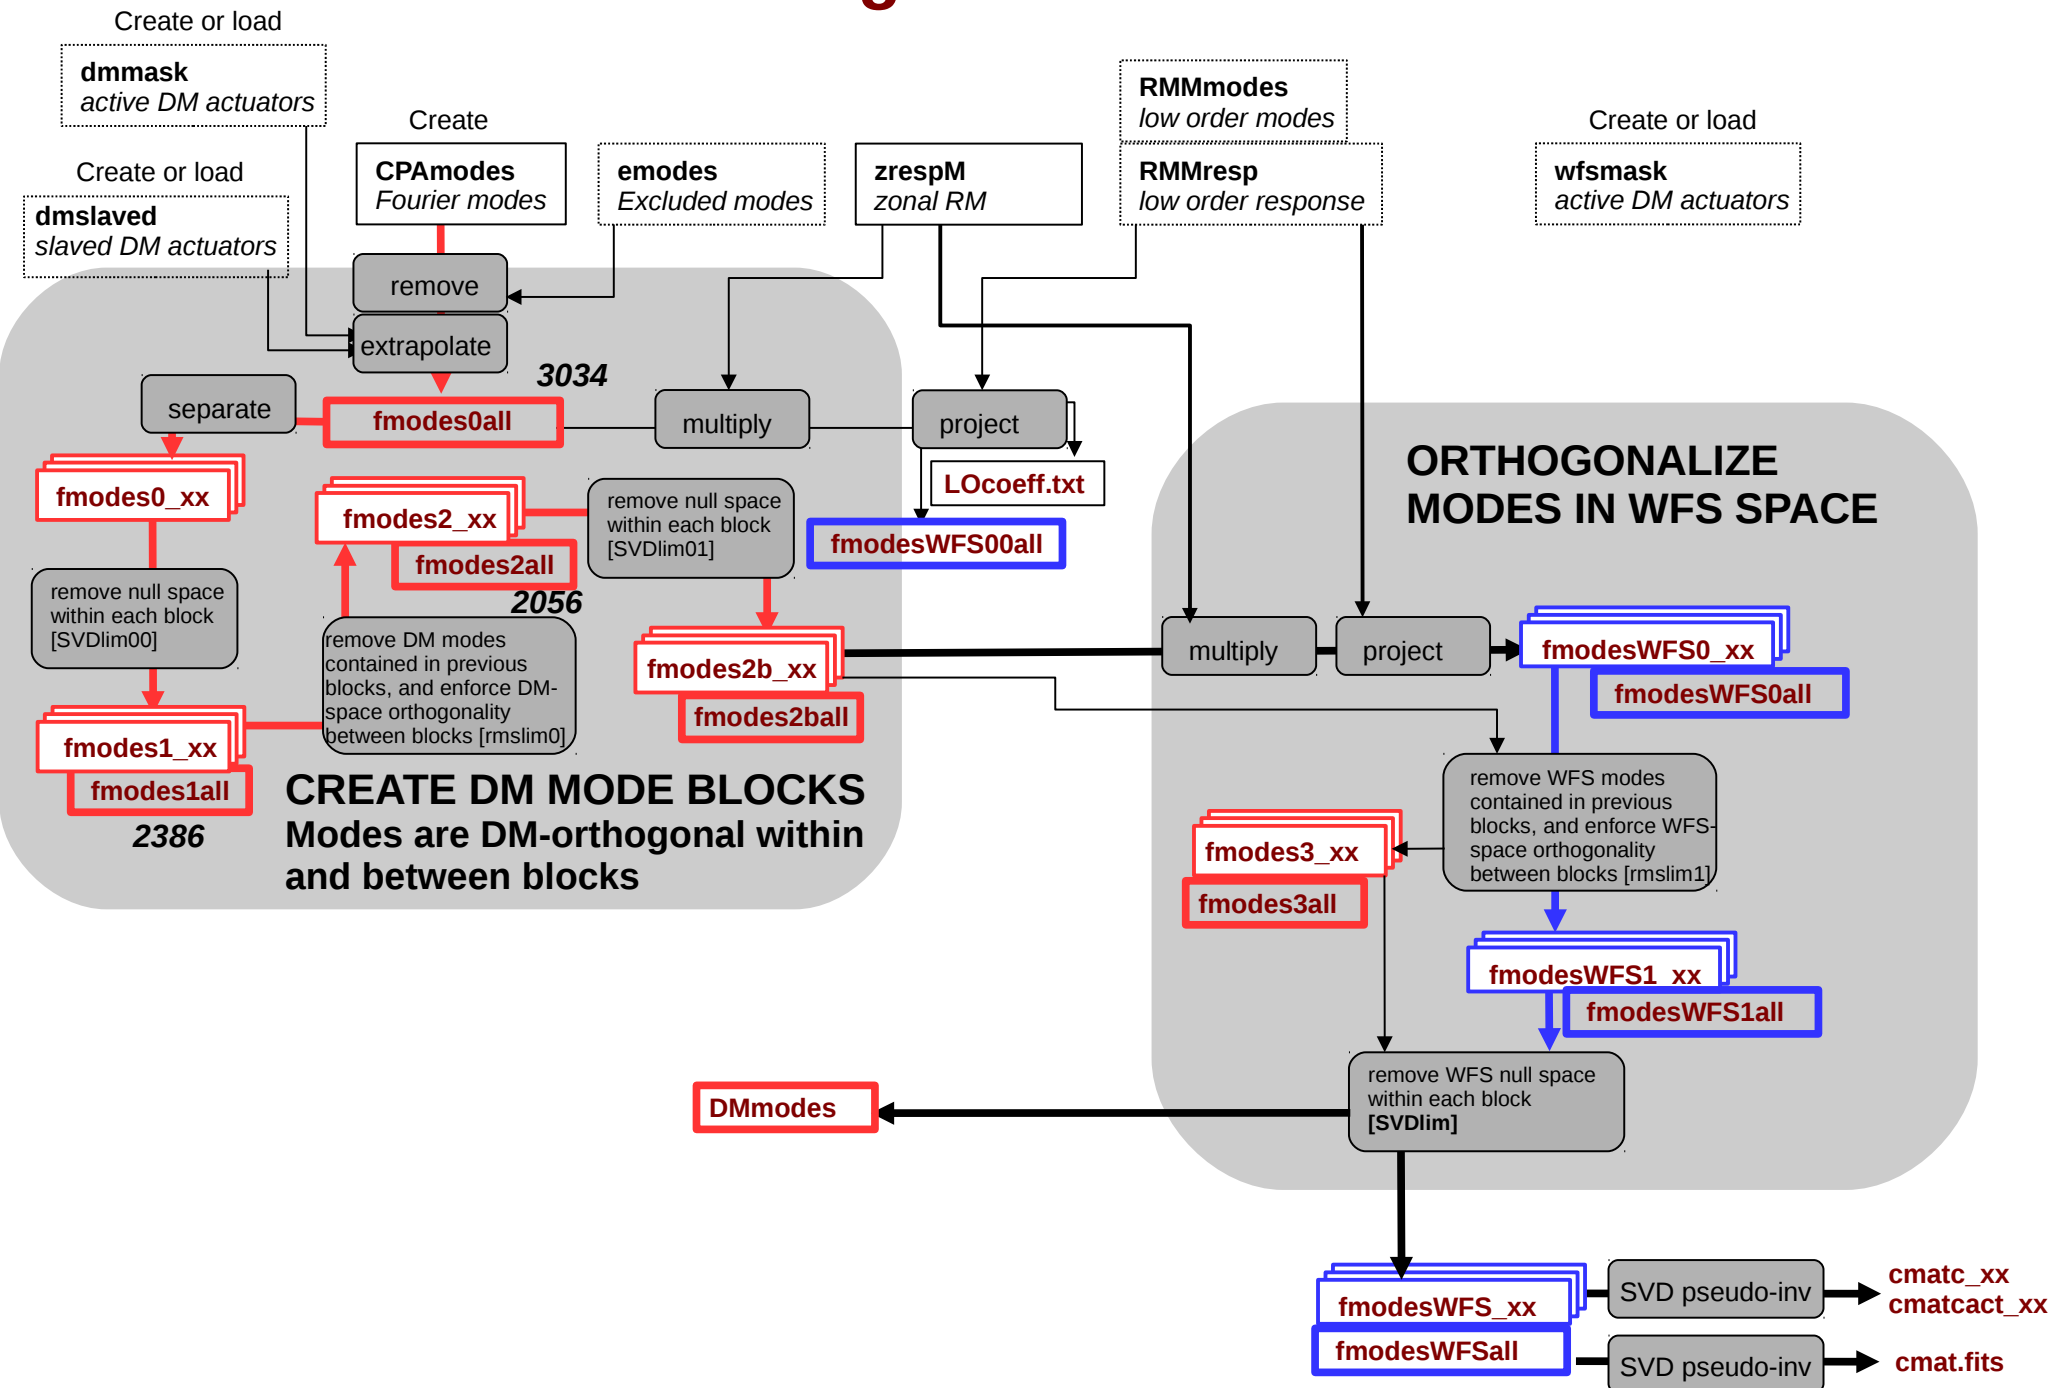 g
Create or load
dmmask
active DM actuators
Create or load
dmslaved
slaved DM actuators
Create
CPAmodes
Fourier modes
emodes
Excluded modes
zrespM
zonal RM
RMMmodes
low order modes
RMMresp
low order response
Create or load
wfsmask
active DM actuators
remove
extrapolate
3034
separate
fmodes0all
multiply
project
LOcoeff.txt
fmodes0_xx
fmodes2_xx
fmodes2all
2056
remove null space
within each block
[SVDlim01]
fmodesWFS00all
remove null space
within each block
[SVDlim00]
remove DM modes
contained in previous
blocks, and enforce DM-
space orthogonality
between blocks [rmslim0]
fmodes2b_xx
fmodes2ball
fmodes1_xx
fmodes1all
2386
CREATE DM MODE BLOCKS
Modes are DM-orthogonal within
and between blocks
ORTHOGONALIZE
MODES IN WFS SPACE
multiply
project
fmodesWFS0_xx
fmodesWFS0all
remove WFS modes
contained in previous
blocks, and enforce WFS-
space orthogonality
between blocks [rmslim1]
fmodes3_xx
fmodes3all
fmodesWFS1_xx
fmodesWFS1all
remove WFS null space
within each block
[SVDlim]
DMmodes
fmodesWFS_xx
fmodesWFSall
SVD pseudo-inv
cmatc_xx
cmatcact_xx
SVD pseudo-inv
cmat.fits